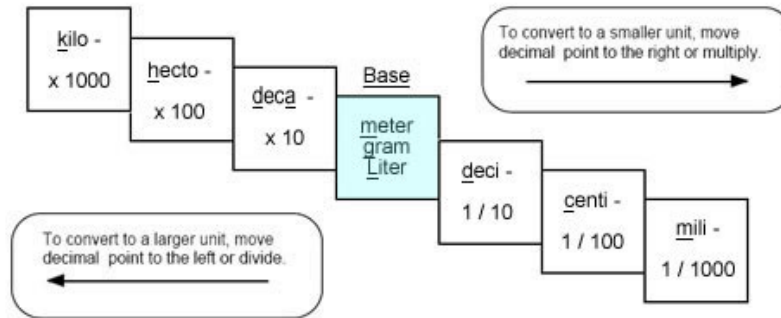 kilo -
x 1000
hecto -
x 100
deca -
x 10
Base
meter
gram
Liter
deci -
1 / 10
centi -
1 / 100
mili -
1 / 1000
To convert to a smaller unit, move
decimal point to the right or multiply.
To convert to a larger unit, move
decimal point to the left or divide.